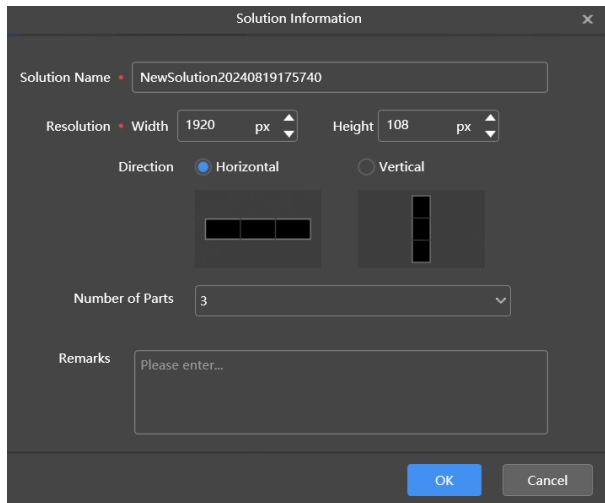 Solution Information
Solution Name • NewSolution20240819175740
Resolution • Width 1920 px Height 108 px
Direction Horizontal Vertical
Number of Parts 3
Remarks Please enter...
OK Cancel